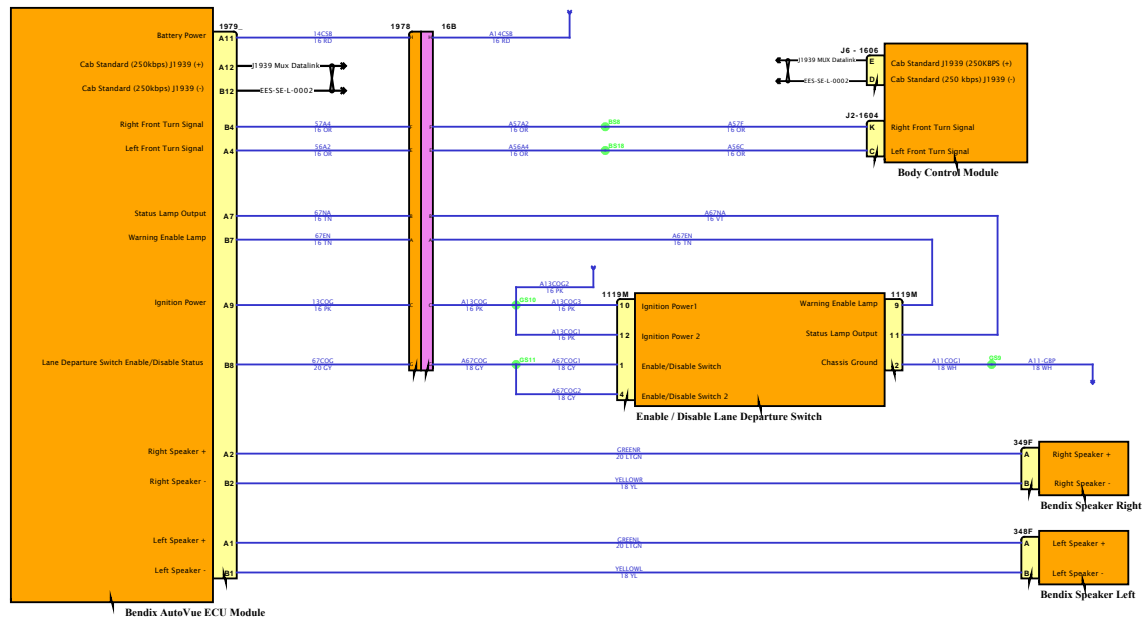 1979_
1978
16B
Battery Power
A11
14CSB
16 RD
A14CSB
16 RD
J6 - 1606
Cab Standard (250kbps) J1939 (+)
A12
J1939 Mux Datalink
J1939 MUX Datalink
E
Cab Standard J1939 (250KBPS (+)
Cab Standard (250kbps) J1939 (-)
B12
EES-SE-L-0002
EES-SE-L-0002
D
Cab Standard (250 kbps) J1939 (-)
J2-1604
Right Front Turn Signal
B4
57A4
16 OR
A57A2
16 OR
A57F
16 OR
K
Right Front Turn Signal
Left Front Turn Signal
A4
56A2
16 OR
A56A4
16 OR
A56C
16 OR
C
Left Front Turn Signal
Body Control Module
Status Lamp Output
A7
67NA
16 TN
A67NA
16 VT
Warning Enable Lamp
B7
67EN
16 TN
A67EN
16 TN
A13COG2
16 PK
1119M
1119M
Ignition Power
A9
13COG
16 PK
A13COG
16 PK
GS10
A13COG3
16 PK
10
Ignition Power1
Warning Enable Lamp
9
A13COG1
16 PK
12
Ignition Power 2
Status Lamp Output
11
Lane Departure Switch Enable/Disable Status
B8
67COG
20 GY
A67COG
18 GY
GS11
A67COG1
18 GY
1
Enable/Disable Switch
Chassis Ground
2
A11COG1
18 WH
A11-GBP
18 WH
A67COG2
18 GY
4
Enable/Disable Switch 2
Enable / Disable Lane Departure Switch
349F
Right Speaker +
A2
GREENR
20 LTGN
A
Right Speaker +
Right Speaker -
B2
YELLOWR
18 YL
B
Right Speaker -
Bendix Speaker Right
348F
Left Speaker +
A1
GREENL
20 LTGN
A
Left Speaker +
Left Speaker -
B1
YELLOWL
18 YL
B
Left Speaker -
Bendix Speaker Left
Bendix AutoVue ECU Module